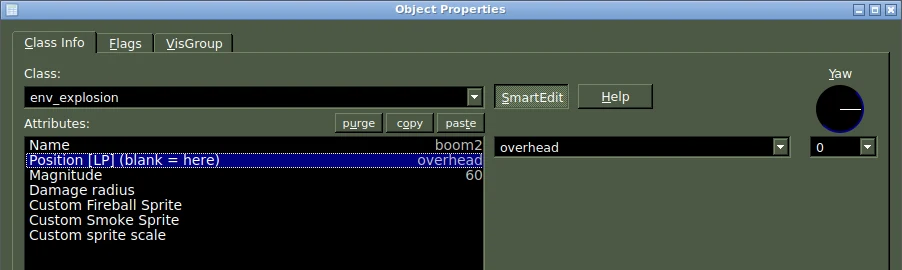 Object Properties
Class Info Flags VisGroup
Class: Yaw
env_explosion SmartEdit Help
Attributes: purge copy paste
Name boom2
Position [LP] (blank = here) overhead overhead 0
Magnitude 60
Damage radius
Custom Fireball Sprite
Custom Smoke Sprite
Custom sprite scale